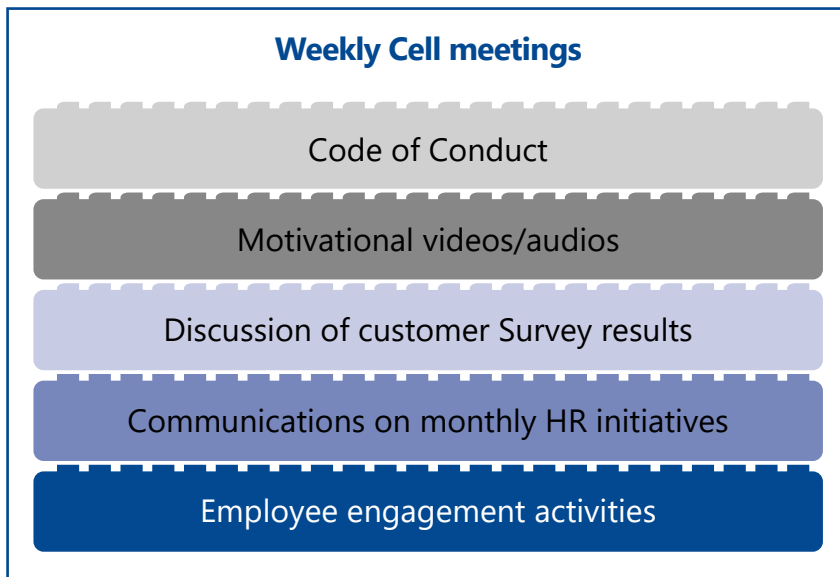 Weekly Cell meetings
Code of Conduct
Motivational videos/audios
Discussion of customer Survey results
Communications on monthly HR initiatives
Employee engagement activities